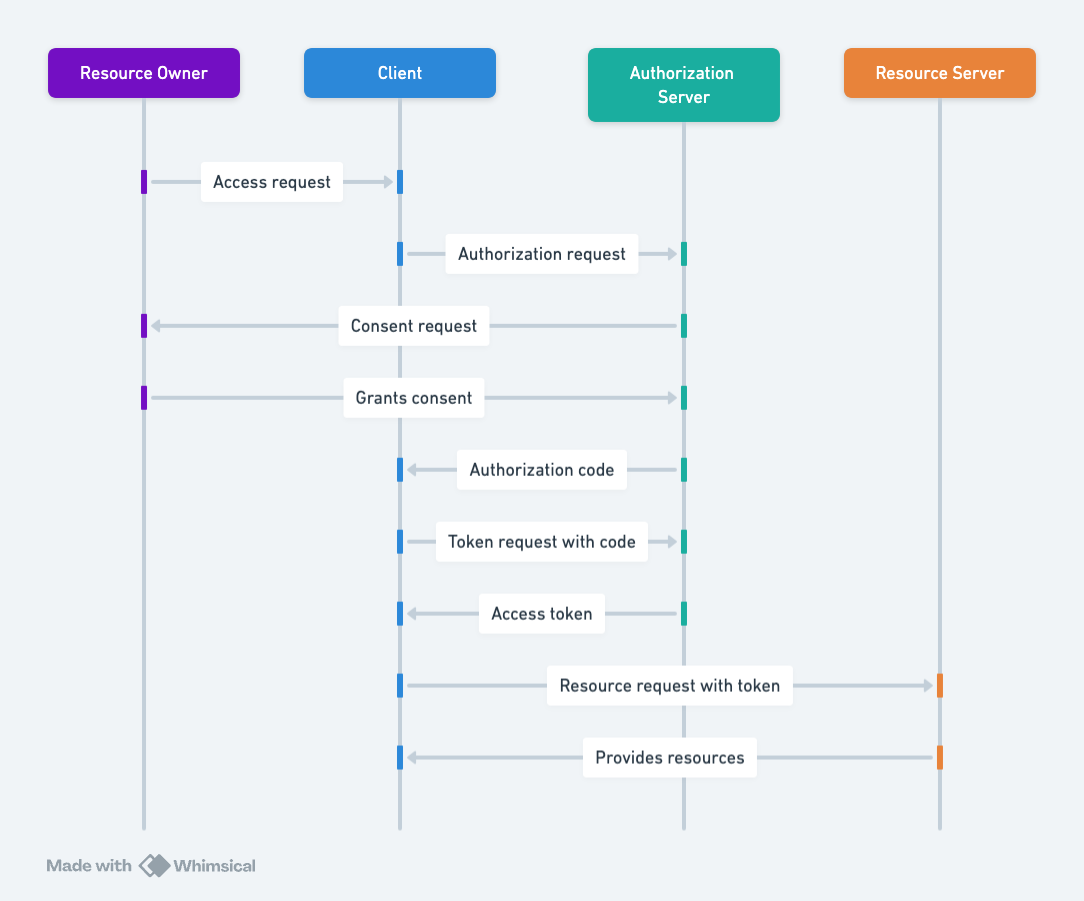 Resource Owner
Client
Authorization
Server
Resource Server
Access request
Authorization request
Consent request
Grants consent
Authorization code
Token request with code
Access token
Resource request with token
Provides resources
Made with Whimsical